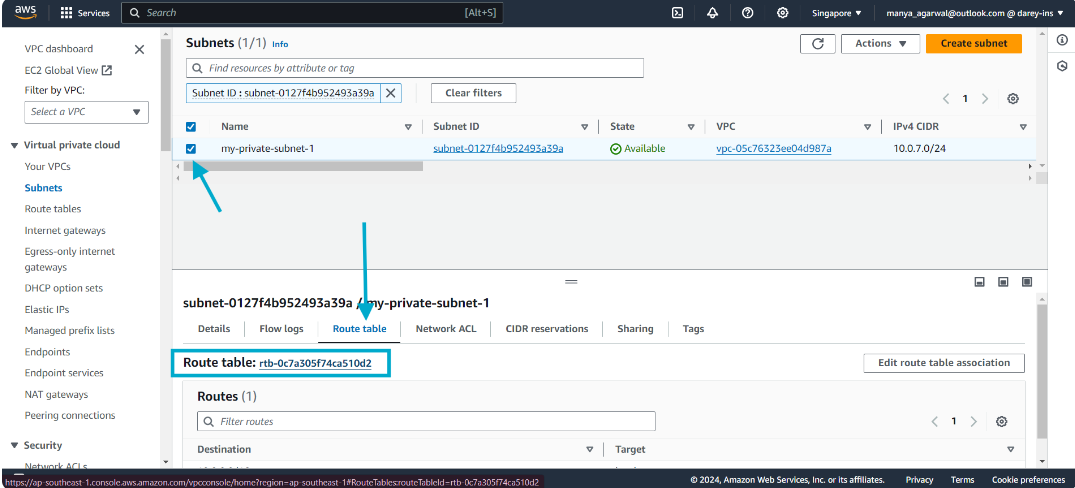 aws Services Search [Alt+S] Singapore ▼ manya_agarwal@outlook.com @ darey-ins ▼
VPC dashboard
EC2 Global View
Filter by VPC:
Select a VPC
Virtual private cloud
Your VPCs
Subnets
Route tables
Internet gateways
Egress-only internet
gateways
DHCP option sets
Elastic IPs
Managed prefix lists
Endpoints
Endpoint services
NAT gateways
Peering connections
Security
Network ACLs
Subnets (1/1) Info
Actions ▼ Create subnet
Find resources by attribute or tag
Subnet ID : subnet-0127f4b952493a39a Clear filters
1
Name Subnet ID State VPC IPv4 CIDR
my-private-subnet-1 subnet-0127f4b952493a39a Available vpc-05c76323ee04d987a 10.0.7.0/24
subnet-0127f4b952493a39a / my-private-subnet-1
Details Flow logs Route table Network ACL CIDR reservations Sharing Tags
Route table: rtb-0c7a305f74ca510d2 Edit route table association
Routes (1)
Filter routes 1
Destination Target
https://ap-southeast-1.console.aws.amazon.com/vpcconsole/home?region=ap-southeast-1#RouteTables:routeTableId=rtb-0c7a305f74ca510d2
© 2024, Amazon Web Services, Inc. or its affiliates. Privacy Terms Cookie preferences